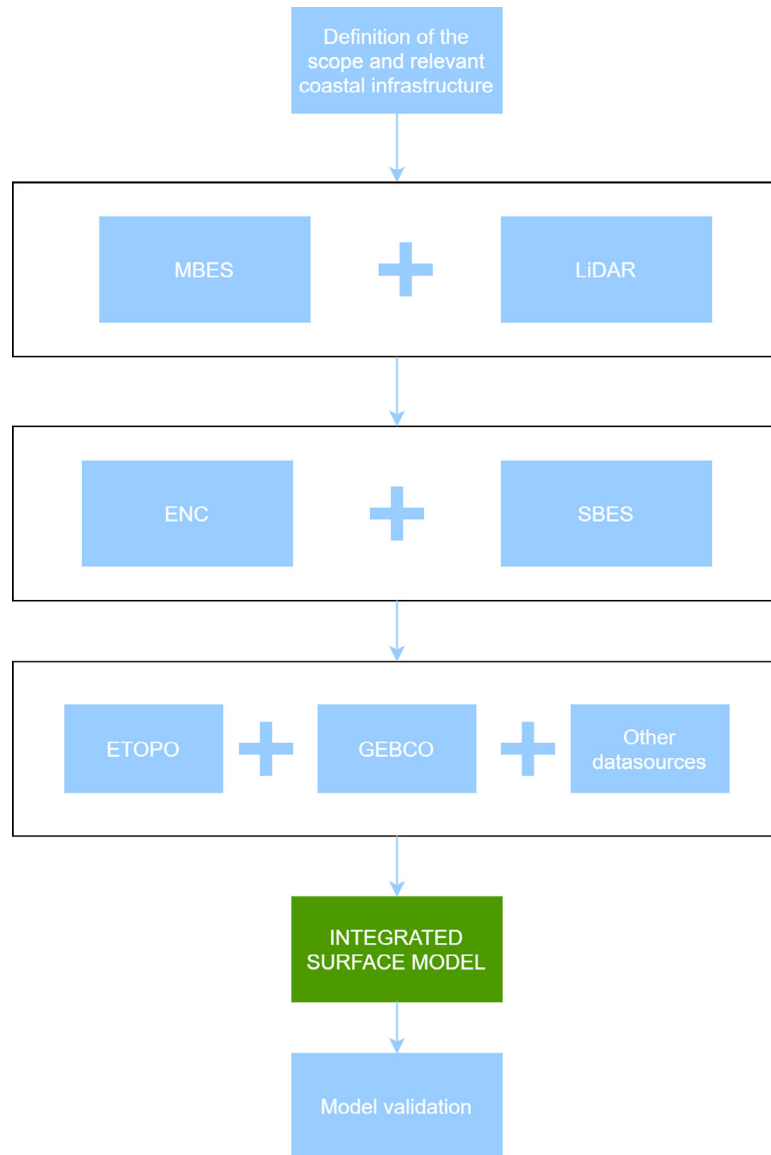 Definition of the
scope and relevant
coastal infrastructure
MBES
LiDAR
ENC
SBES
ETOPO
GEBCO
Other
datasources
INTEGRATED
SURFACE MODEL
Model validation